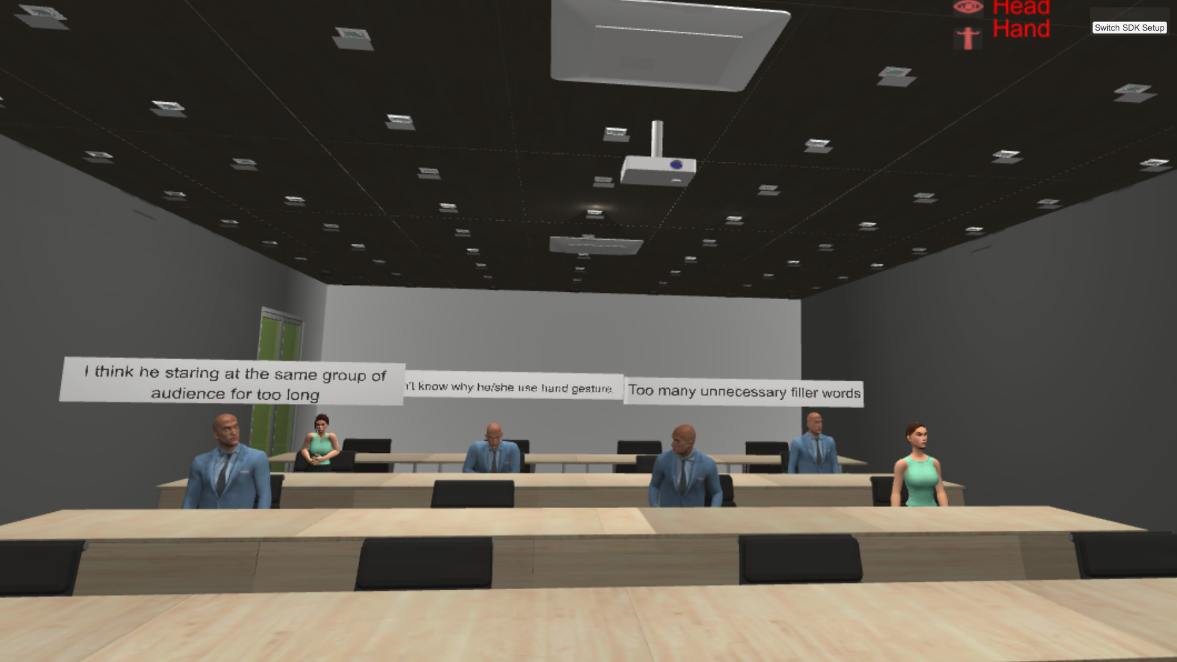 Head
Hand
Switch SDK Setup
I think he staring at the same group of
audience for too long
't know why he/she use hand gesture.
Too many unnecessary filler words